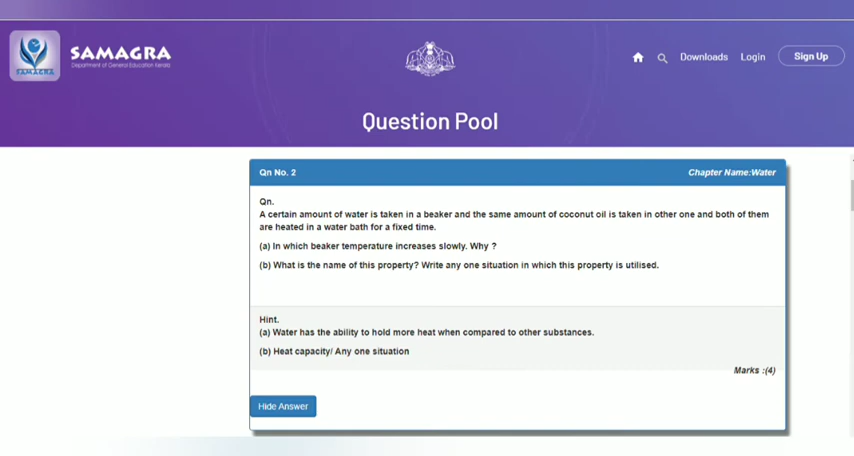 SAMAGRA
Department of General Education Kerala
SAMAGRA
Downloads
Login
Sign Up
Question Pool
Qn No. 2
Chapter Name:Water
Qn.
A certain amount of water is taken in a beaker and the same amount of coconut oil is taken in other one and both of them
are heated in a water bath for a fixed time.
(a) In which beaker temperature increases slowly. Why ?
(b) What is the name of this property? Write any one situation in which this property is utilised.
Hint.
(a) Water has the ability to hold more heat when compared to other substances.
(b) Heat capacity/ Any one situation
Marks :(4)
Hide Answer